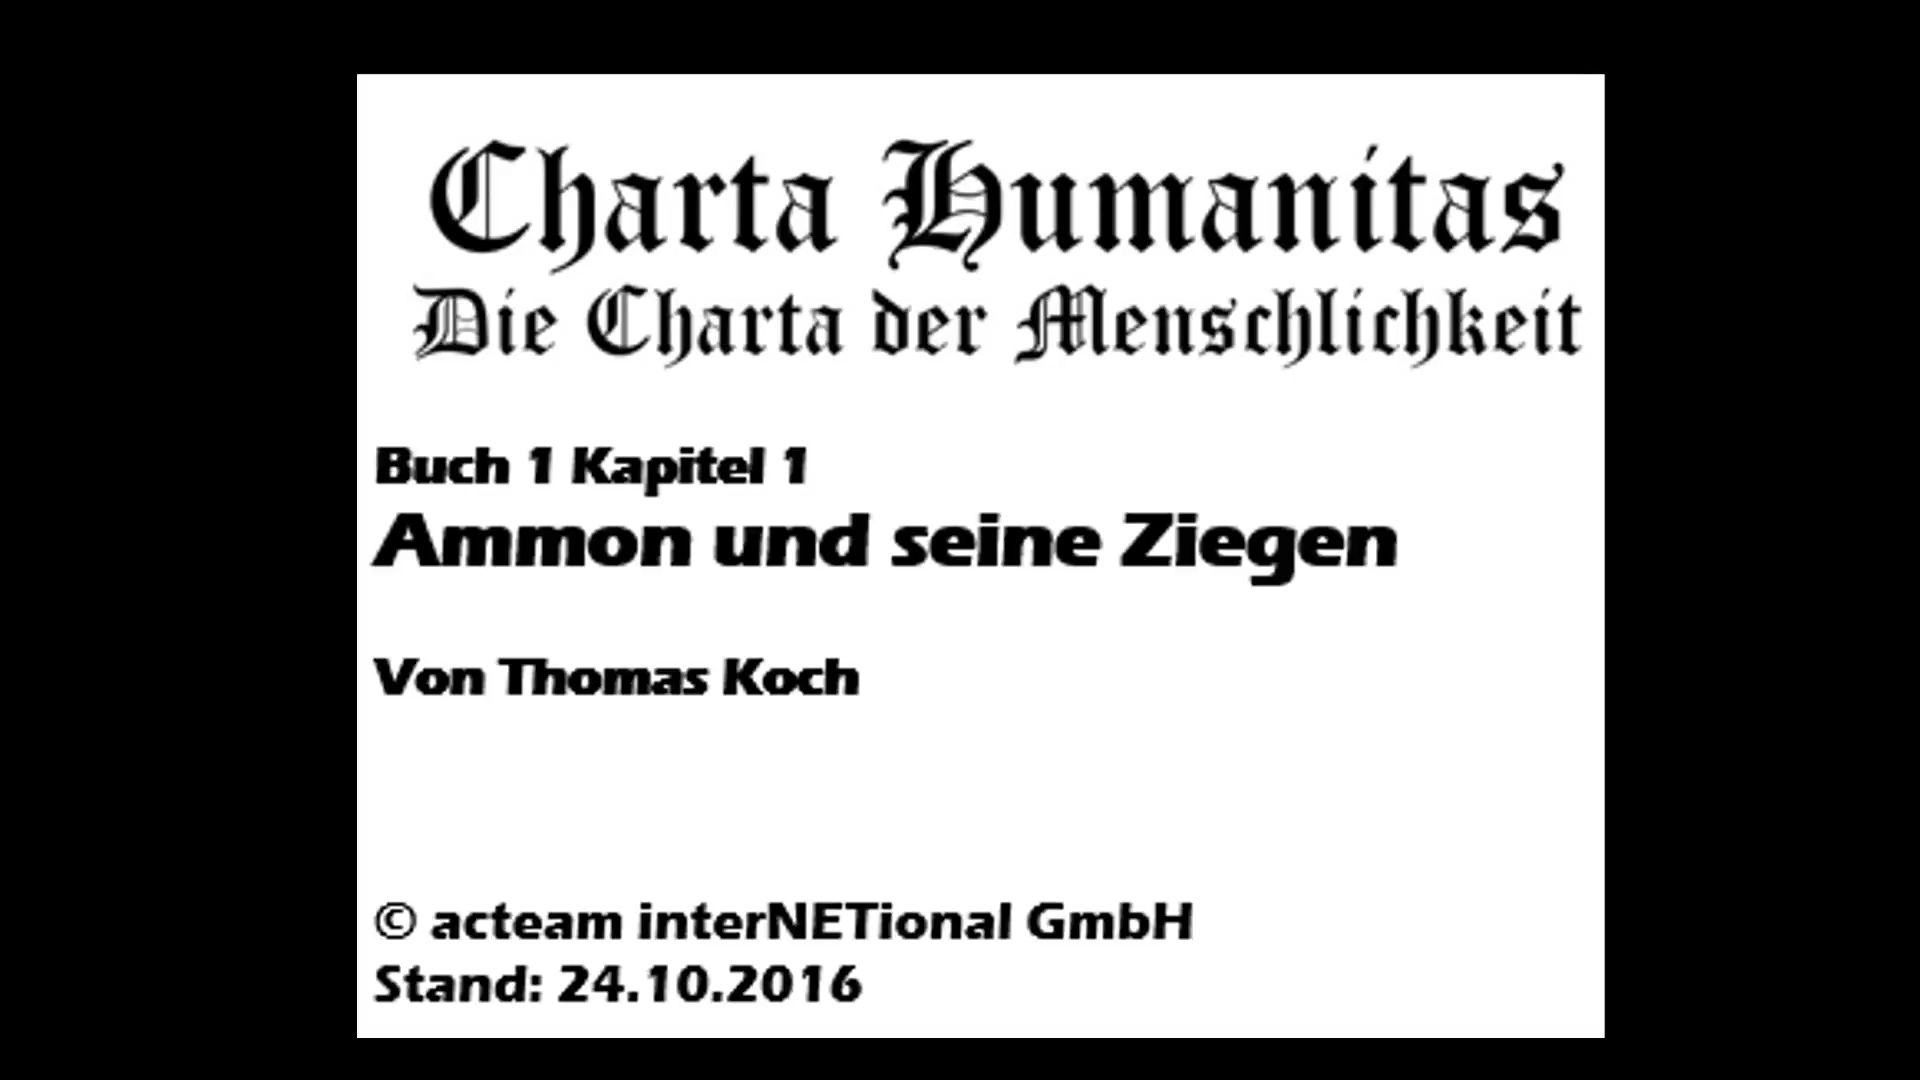 Charta Humanitas
Die Charta der Menschlichkeit
Buch 1 Kapitel 1
Ammon und seine Ziegen
Von Thomas Koch
© acteam interNETional GmbH
Stand: 24.10.2016